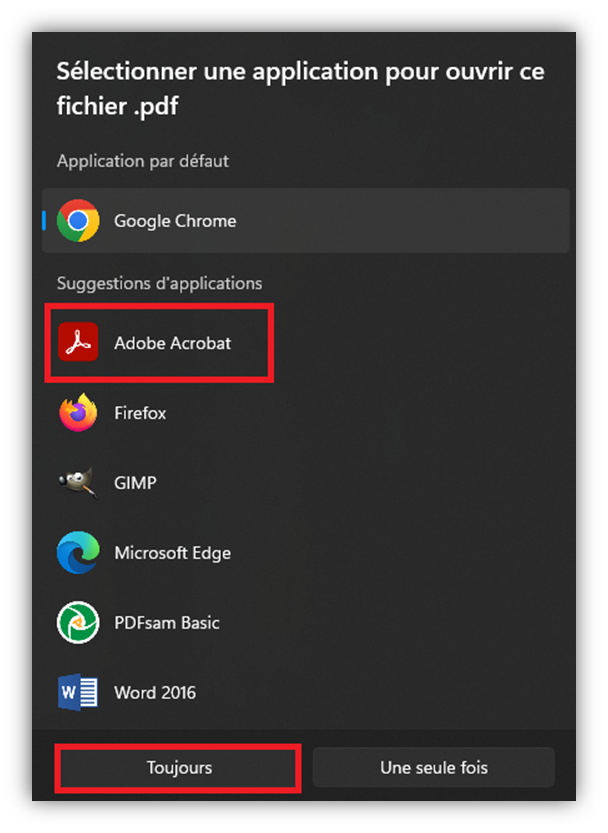 Sélectionner une application pour ouvrir ce
fichier .pdf
Application par défaut
Google Chrome
Suggestions d'applications
Adobe Acrobat
Firefox
GIMP
Microsoft Edge
PDFsam Basic
W
Word 2016
Toujours
Une seule fois